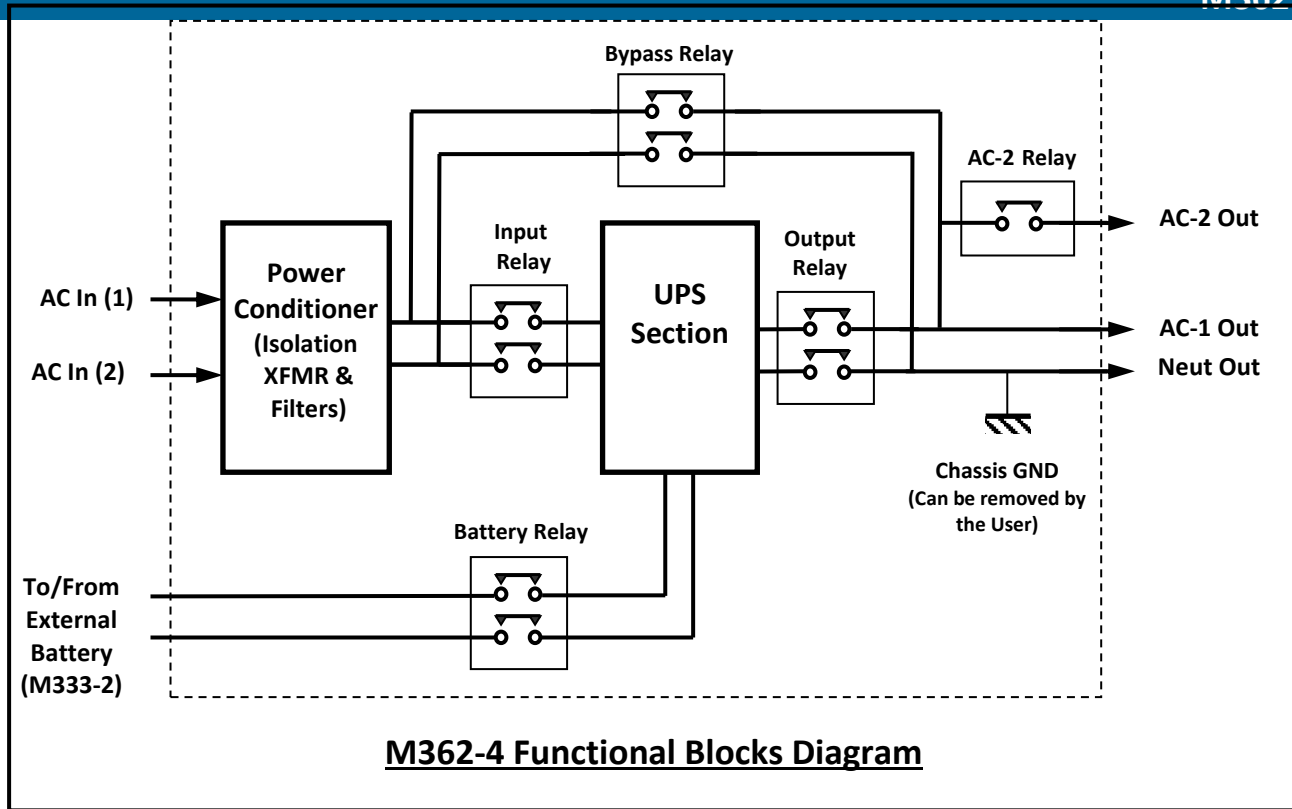 Bypass Relay
AC-2 Relay
AC-2 Out
Input
Relay
Output
Relay
Power
Conditioner
(Isolation
XFMR &
Filters)
UPS
Section
AC In (1)
AC In (2)
AC-1 Out
Neut Out
Chassis GND
(Can be removed by
the User)
Battery Relay
To/From
External
Battery
(M333-2)
M362-4 Functional Blocks Diagram